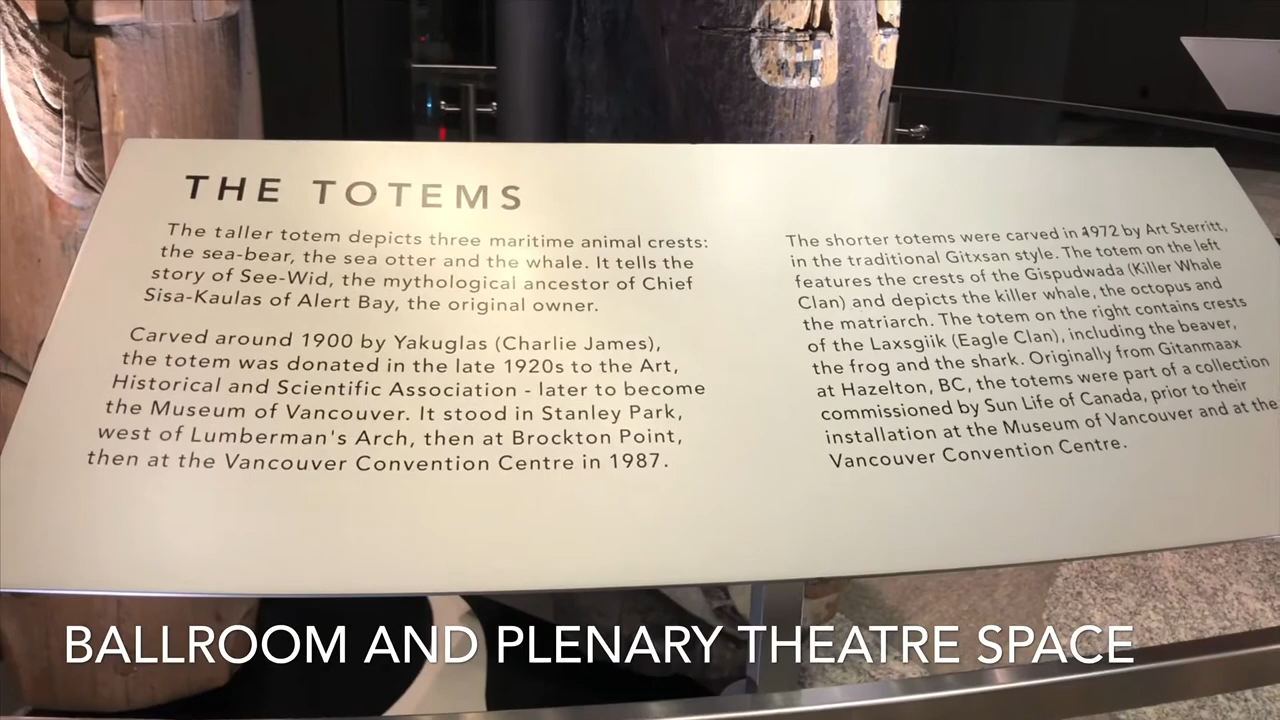 THE TOTEMS
The taller totem depicts three maritime animal crests:
the sea-bear, the sea otter and the whale. It tells the
story of See-Wid, the mythological ancestor of Chief
Sisa-Kaulas of Alert Bay, the original owner.
Carved around 1900 by Yakuglas (Charlie James),
the totem was donated in the late 1920s to the Art,
Historical and Scientific Association - later to become
the Museum of Vancouver. It stood in Stanley Park,
west of Lumberman's Arch, then at Brockton Point,
then at the Vancouver Convention Centre in 1987.
The shorter totems were carved in 1972 by Art Sterritt,
in the traditional Gitxsan style. The totem on the left
features the crests of the Gispudwada (Killer Whale
Clan) and depicts the killer whale, the octopus and
the matriarch. The totem on the right contains crests
of the Laxsgiik (Eagle Clan), including the beaver,
the frog and the shark. Originally from Gitanmaax
at Hazelton, BC, the totems were part of a collection
commissioned by Sun Life of Canada, prior to their
installation at the Museum of Vancouver and at the
Vancouver Convention Centre.
BALLROOM AND PLENARY THEATRE SPACE